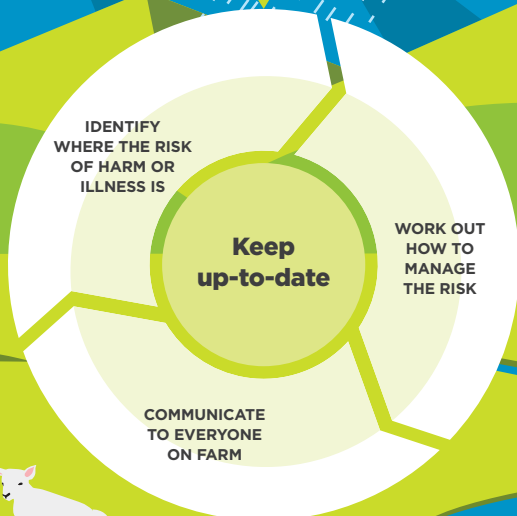 IDENTIFY
WHERE THE RISK
OF HARM OR
ILLNESS IS
WORK OUT
HOW TO
MANAGE
THE RISK
Keep
up-to-date
COMMUNICATE
TO EVERYONE
ON FARM